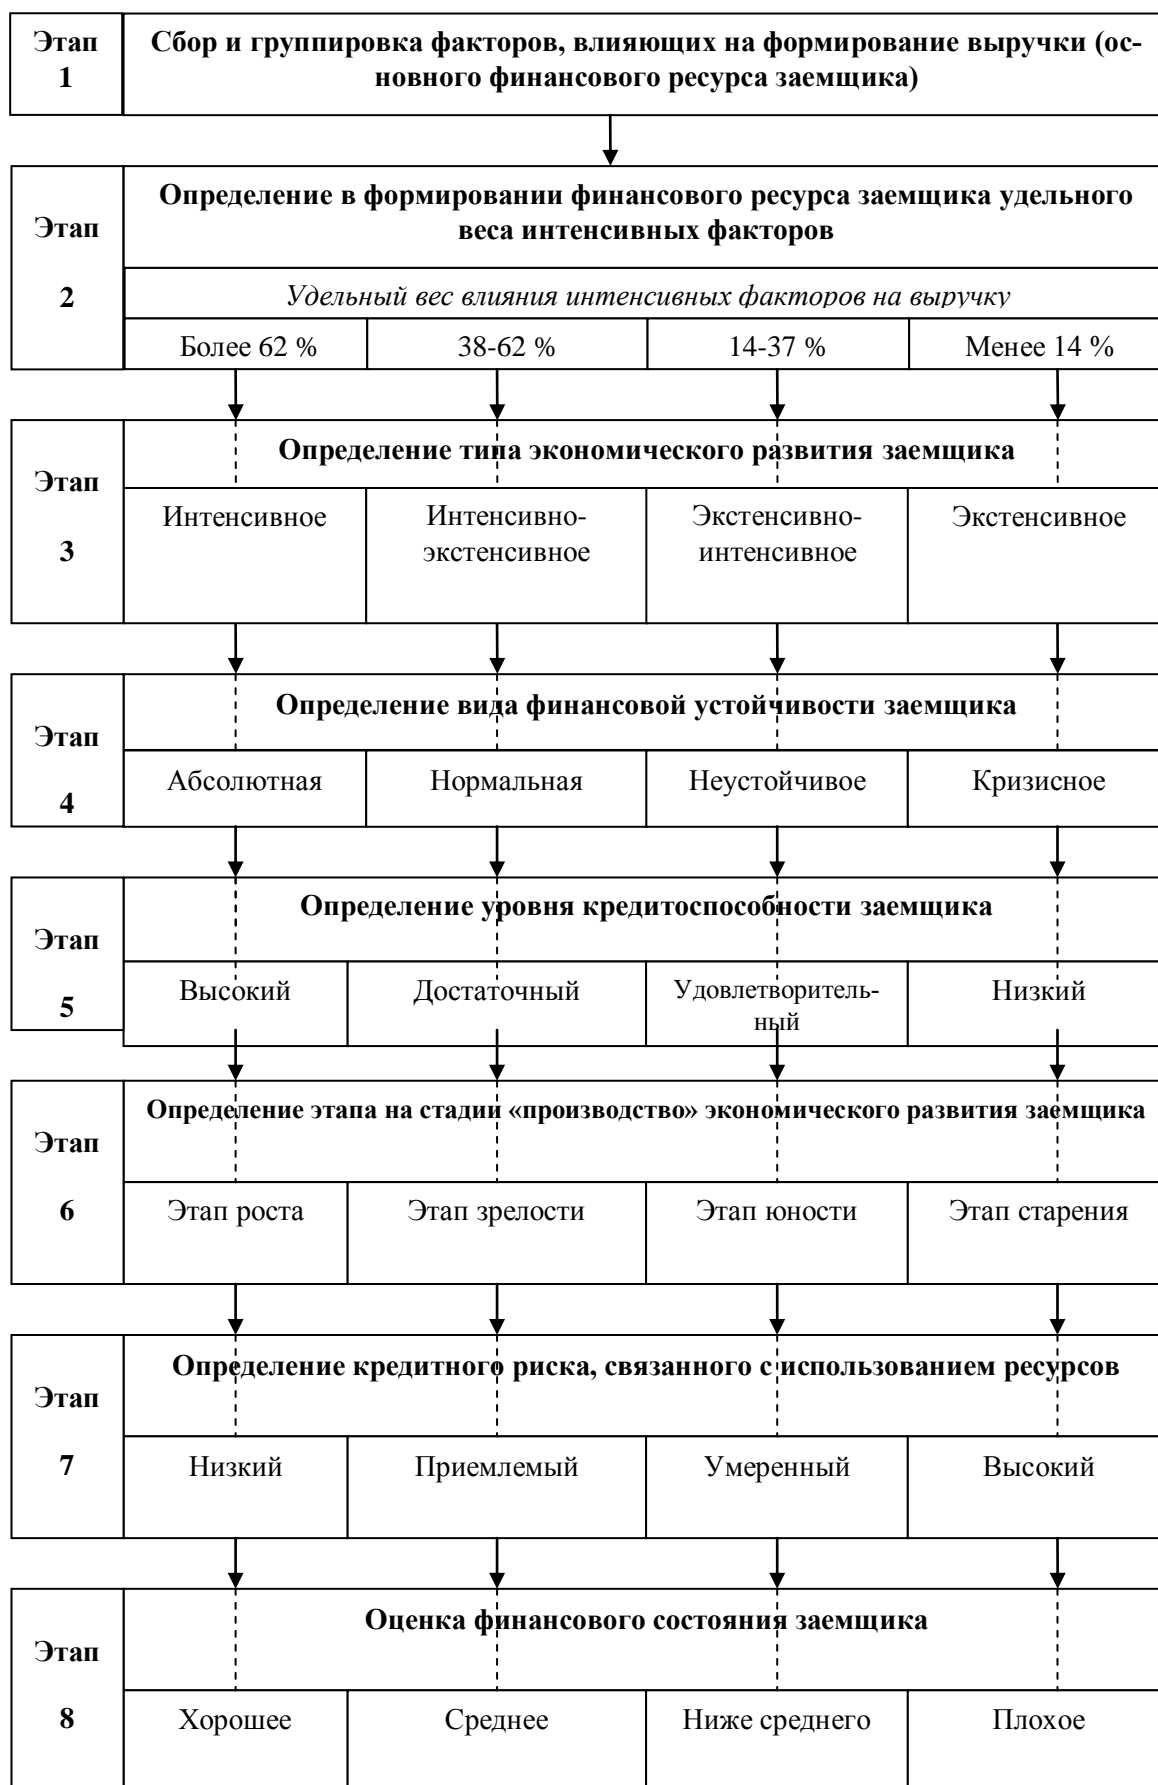 Этап
1
Сбор и группировка факторов, влияющих на формирование выручки (ос-
новного финансового ресурса заемщика)
Этап
2
Определение в формировании финансового ресурса заемщика удельного
веса интенсивных факторов
Удельный вес влияния интенсивных факторов на выручку
Более 62 %
38-62 %
14-37 %
Менее 14 %
Этап
3
Определение типа экономического развития заемщика
Интенсивное
Интенсивно-
экстенсивное
Экстенсивно-
интенсивное
Экстенсивное
Этап
4
Определение вида финансовой устойчивости заемщика
Абсолютная
Нормальная
Неустойчивое
Кризисное
Этап
5
Определение уровня кредитоспособности заемщика
Высокий
Достаточный
Удовлетворитель-
ный
Низкий
Этап
6
Определение этапа на стадии «производство» экономического развития заемщика
Этап роста
Этап зрелости
Этап юности
Этап старения
Этап
7
Определение кредитного риска, связанного с использованием ресурсов
Низкий
Приемлемый
Умеренный
Высокий
Этап
8
Оценка финансового состояния заемщика
Хорошее
Среднее
Ниже среднего
Плохое